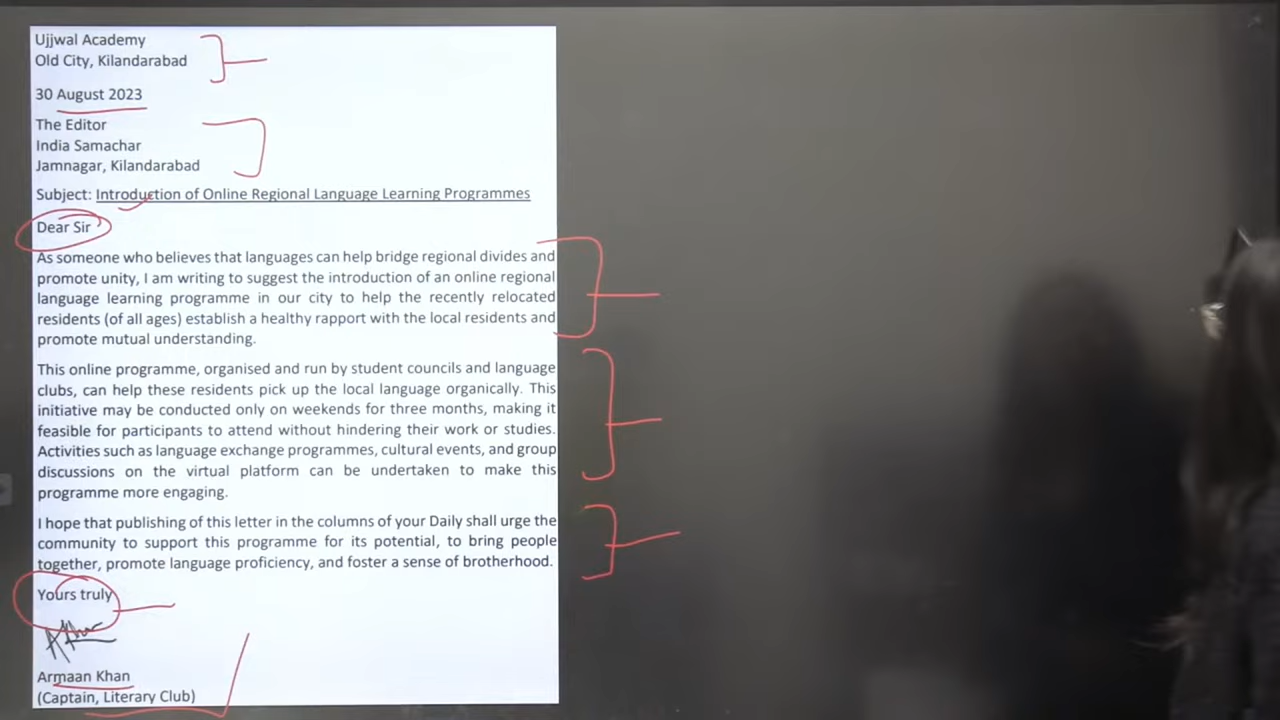 Ujjwal Academy
Old City, Kilandarabad
30 August 2023
The Editor
India Samachar
Jamnagar, Kilandarabad
Subject: Introduction of Online Regional Language Learning Programmes
Dear Sir
As someone who believes that languages can help bridge regional divides and
promote unity, I am writing to suggest the introduction of an online regional
language learning programme in our city to help the recently relocated
residents (of all ages) establish a healthy rapport with the local residents and
promote mutual understanding.
This online programme, organised and run by student councils and language
clubs, can help these residents pick up the local language organically. This
initiative may be conducted only on weekends for three months, making it
feasible for participants to attend without hindering their work or studies.
Activities such as language exchange programmes, cultural events, and group
discussions on the virtual platform can be undertaken to make this
programme more engaging.
I hope that publishing of this letter in the columns of your Daily shall urge the
community to support this programme for its potential, to bring people
together, promote language proficiency, and foster a sense of brotherhood.
Yours truly
Armaan Khan
(Captain, Literary Club)